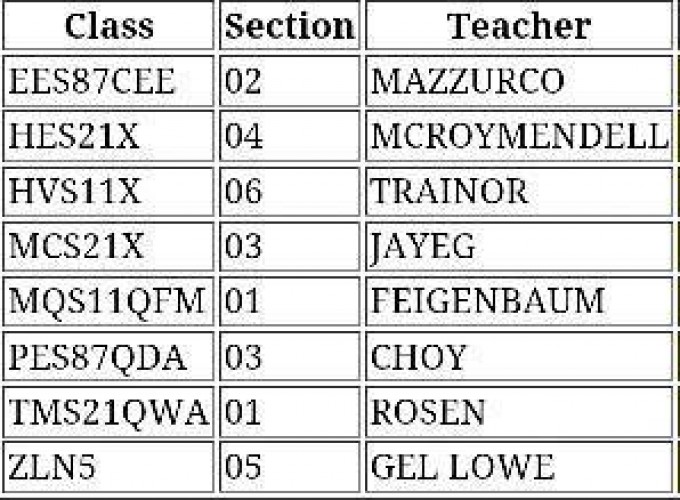 Class Section Teacher
EES87CEE 02 MAZZURCO
HES21X 04 MCROYMENDELL
HVS11X 06 TRAINOR
MCS21X 03 JAYEG
MQS11QFM 01 FEIGENBAUM
PES87QDA 03 CHOY
TMS21QWA 01 ROSEN
ZLN5 05 GEL LOWE